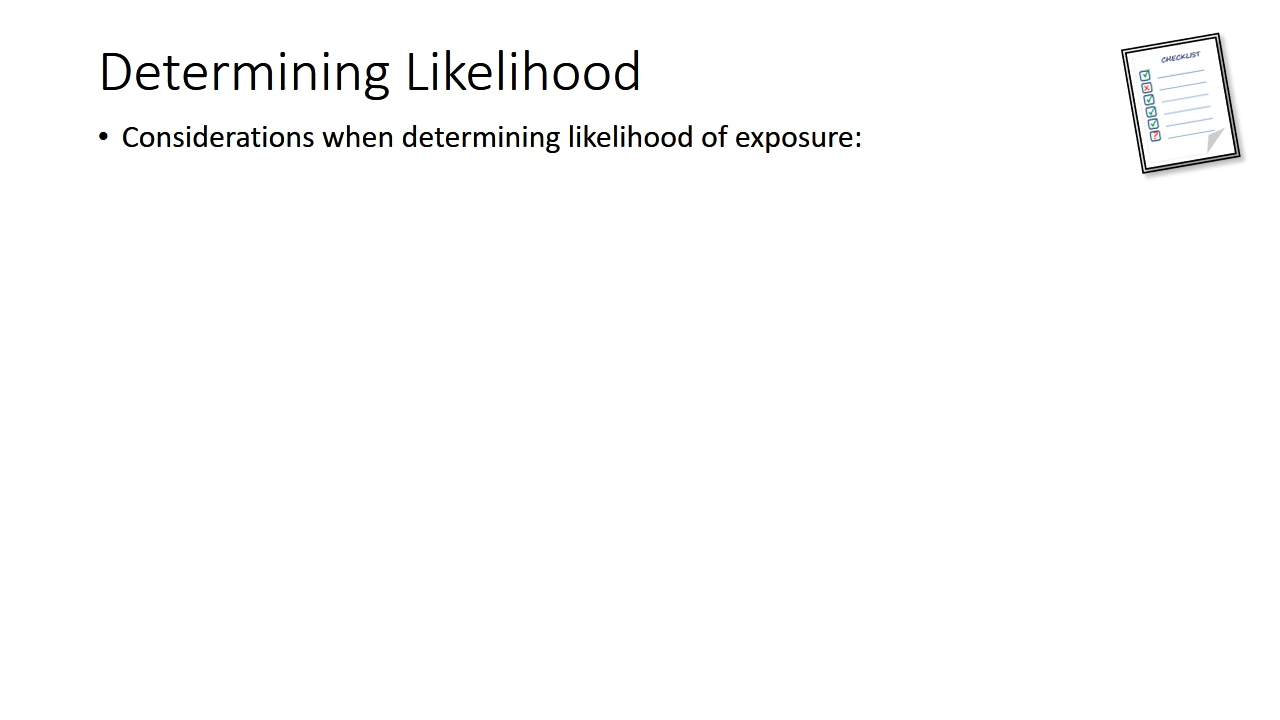 Determining Likelihood
• Considerations when determining likelihood of exposure:
CHECKLIST